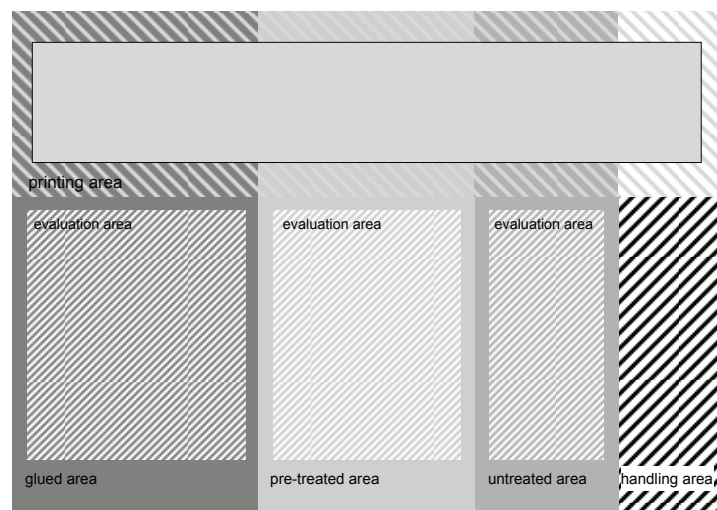 printing area
evaluation area
evaluation area
evaluation area
glued area
pre-treated area
untreated area
handling area